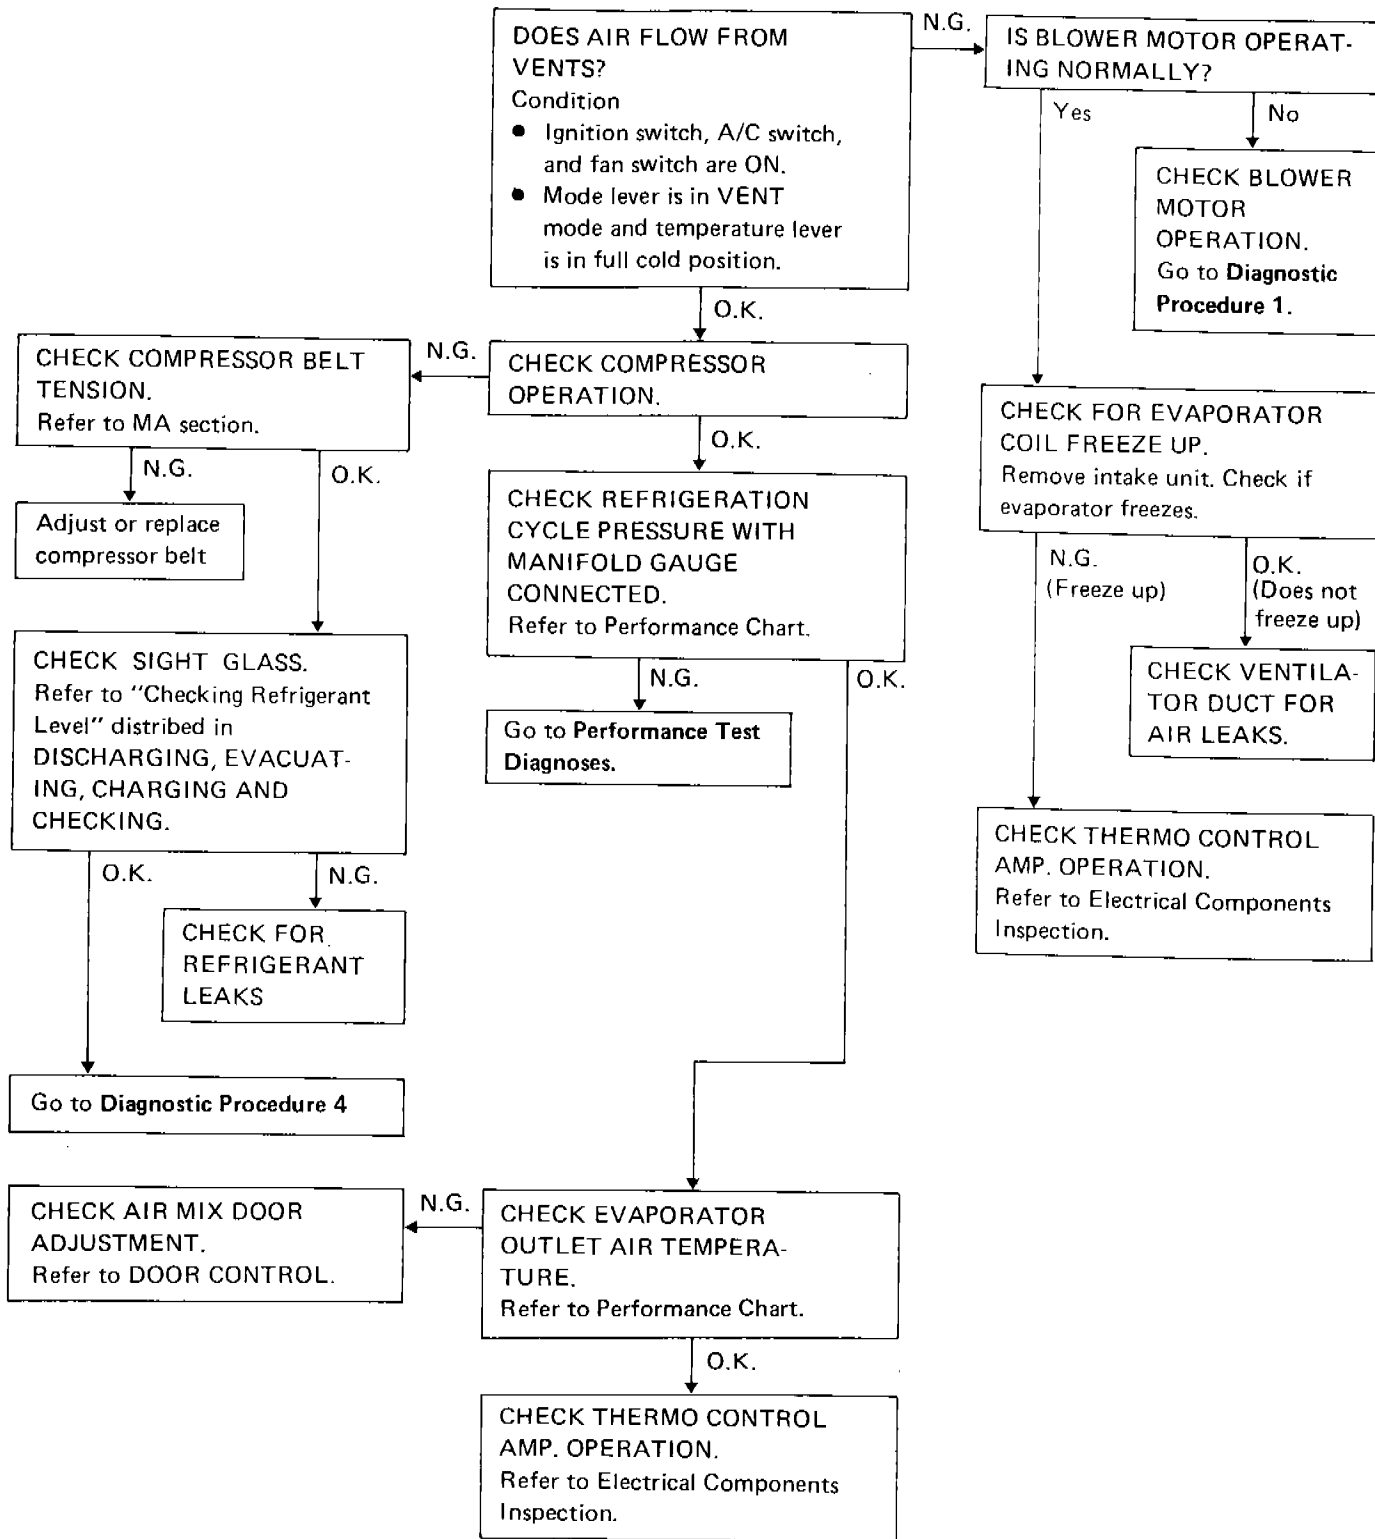 DOES AIR FLOW FROM
VENTS?
Condition
● Ignition switch, A/C switch,
and fan switch are ON.
● Mode lever is in VENT
mode and temperature lever
is in full cold position.
N.G.
IS BLOWER MOTOR OPERAT-
ING NORMALLY?
Yes
No
CHECK BLOWER
MOTOR
OPERATION.
Go to Diagnostic
Procedure 1.
O.K.
CHECK COMPRESSOR BELT
TENSION.
Refer to MA section.
N.G.
CHECK COMPRESSOR
OPERATION.
CHECK FOR EVAPORATOR
COIL FREEZE UP.
Remove intake unit. Check if
evaporator freezes.
N.G.
O.K.
O.K.
Adjust or replace
compressor belt
CHECK REFRIGERATION
CYCLE PRESSURE WITH
MANIFOLD GAUGE
CONNECTED.
Refer to Performance Chart.
N.G.
(Freeze up)
O.K.
(Does not
freeze up)
CHECK SIGHT GLASS.
Refer to "Checking Refrigerant
Level" distribed in
DISCHARGING, EVACUAT-
ING, CHARGING AND
CHECKING.
N.G.
O.K.
CHECK VENTILA-
TOR DUCT FOR
AIR LEAKS.
Go to Performance Test
Diagnoses.
CHECK THERMO CONTROL
AMP. OPERATION.
Refer to Electrical Components
Inspection.
O.K.
N.G.
CHECK FOR
REFRIGERANT
LEAKS
Go to Diagnostic Procedure 4
CHECK AIR MIX DOOR
ADJUSTMENT.
Refer to DOOR CONTROL.
N.G.
CHECK EVAPORATOR
OUTLET AIR TEMPERA-
TURE.
Refer to Performance Chart.
O.K.
CHECK THERMO CONTROL
AMP. OPERATION.
Refer to Electrical Components
Inspection.